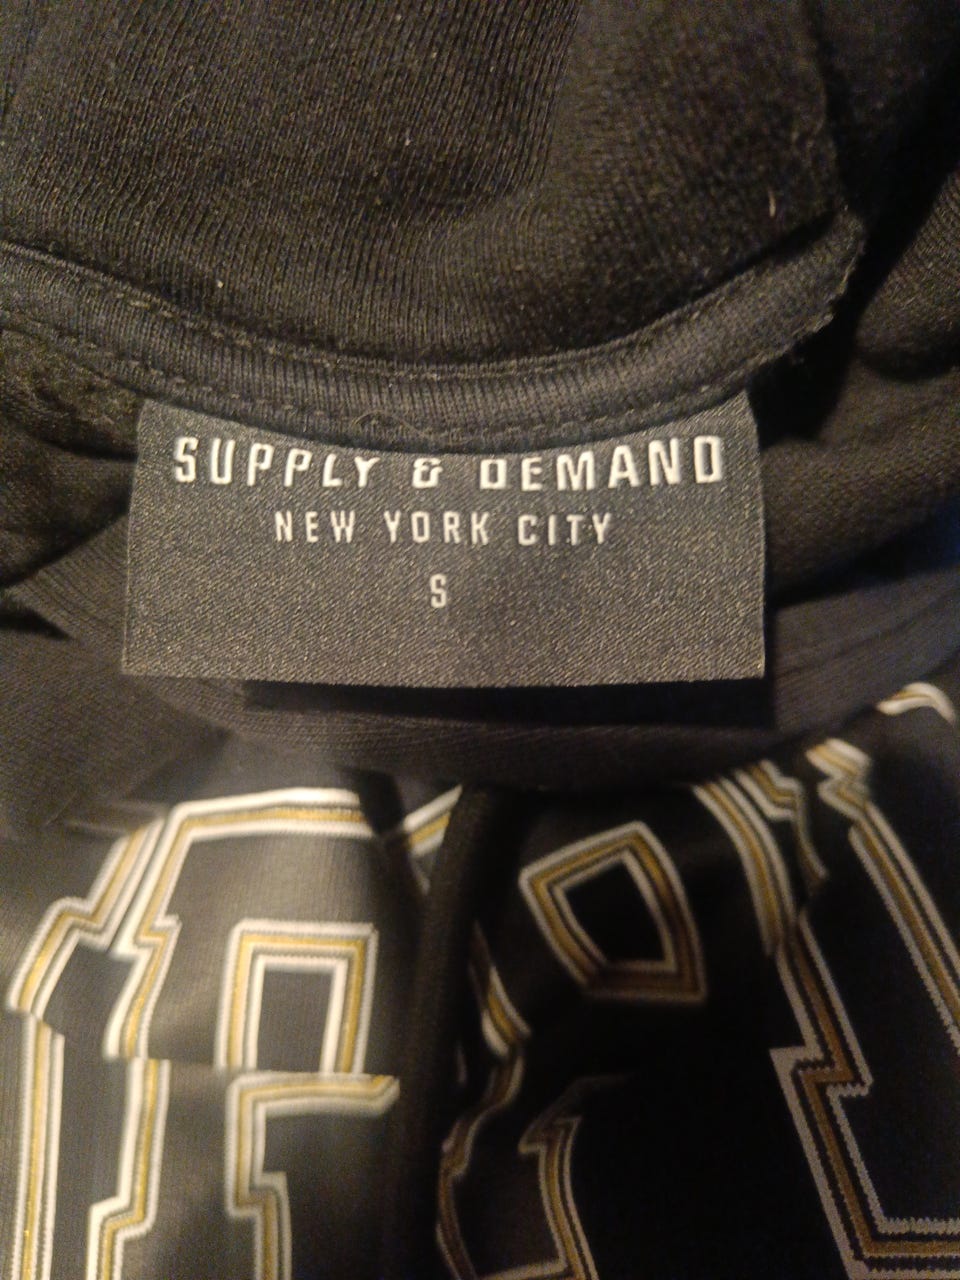 SUPPLY & DEMAND
NEW YORK CITY
S